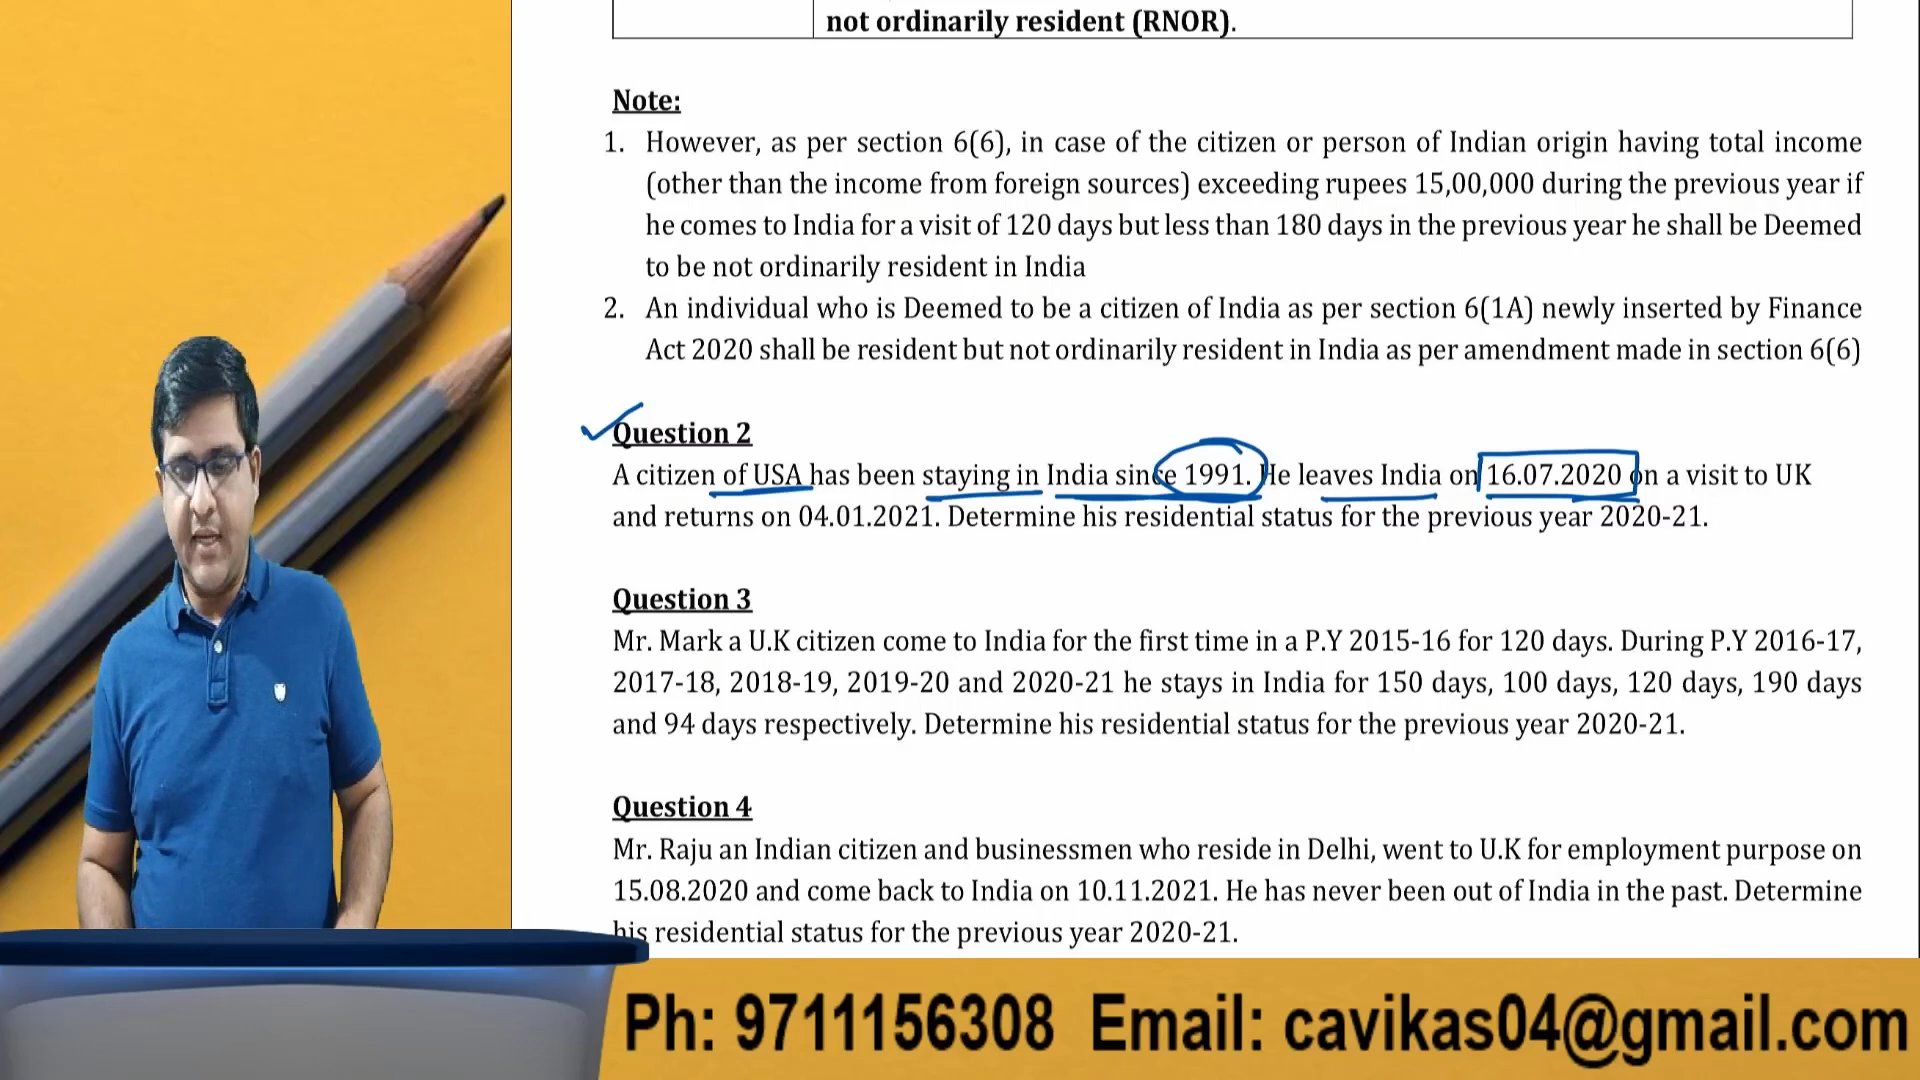 not ordinarily resident (RNOR).
Note:
1. However, as per section 6(6), in case of the citizen or person of Indian origin having total income
(other than the income from foreign sources) exceeding rupees 15,00,000 during the previous year if
he comes to India for a visit of 120 days but less than 180 days in the previous year he shall be Deemed
to be not ordinarily resident in India
2. An individual who is Deemed to be a citizen of India as per section 6(1A) newly inserted by Finance
Act 2020 shall be resident but not ordinarily resident in India as per amendment made in section 6(6)
Question 2
A citizen of USA has been staying in India since 1991. He leaves India on 16.07.2020 on a visit to UK
and returns on 04.01.2021. Determine his residential status for the previous year 2020-21.
Question 3
Mr. Mark a U.K citizen come to India for the first time in a P.Y 2015-16 for 120 days. During P.Y 2016-17,
2017-18, 2018-19, 2019-20 and 2020-21 he stays in India for 150 days, 100 days, 120 days, 190 days
and 94 days respectively. Determine his residential status for the previous year 2020-21.
Question 4
Mr. Raju an Indian citizen and businessmen who reside in Delhi, went to U.K for employment purpose on
15.08.2020 and come back to India on 10.11.2021. He has never been out of India in the past. Determine
his residential status for the previous year 2020-21.
Ph: 9711156308 Email: cavikas04@gmail.com